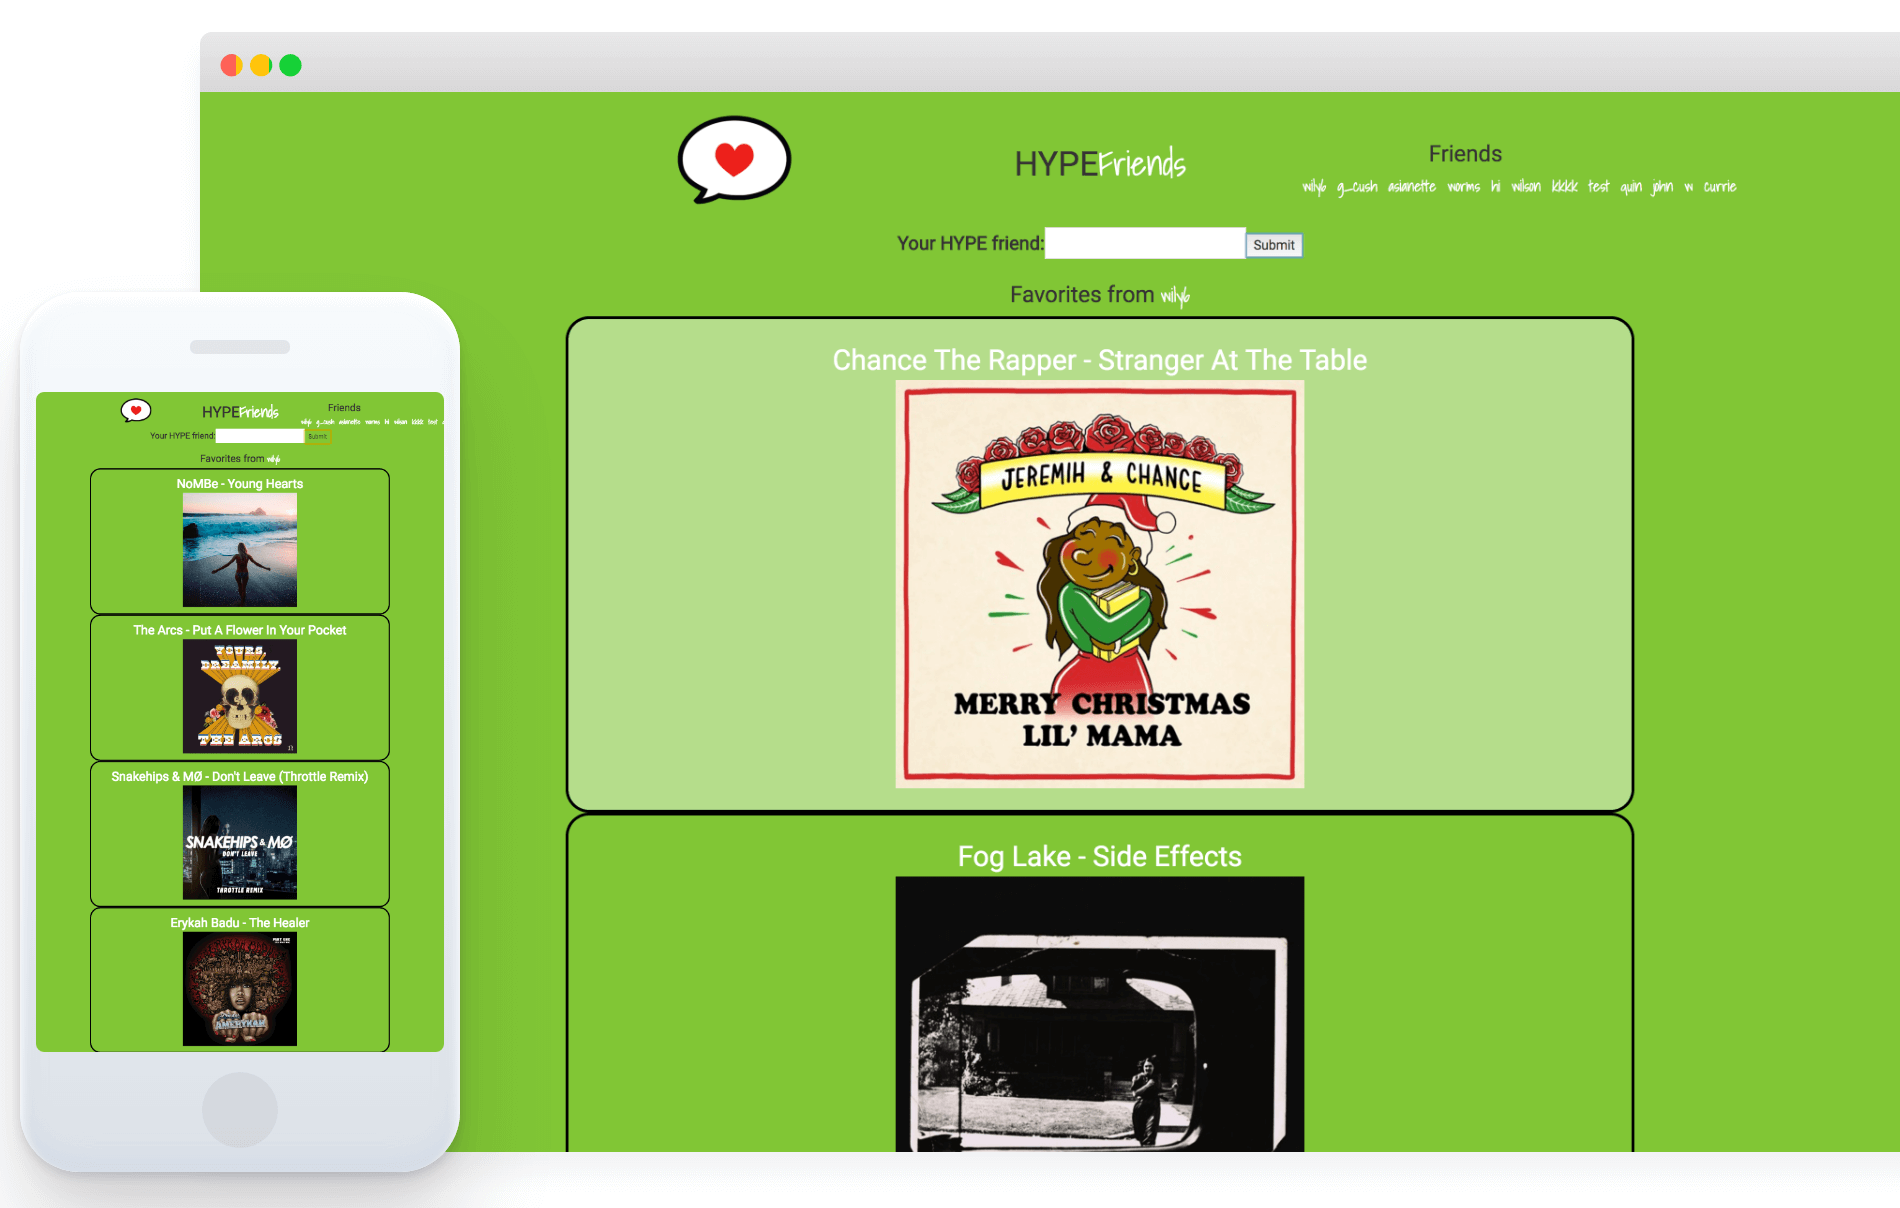 HYPEFriends
Friends
wily6 g_cush asianette worms hi wilson kkkk test quin john w currie
Your HYPE friend:
Submit
Favorites from wily6
Chance The Rapper - Stranger At The Table
JEREMIH & CHANCE
MERRY CHRISTMAS
LIL' MAMA
Fog Lake - Side Effects
HYPEFriends
Friends
wily6 g_cush asianette worms hi wilson kkkk test
Your HYPE friend:
Submit
Favorites from wily6
NoMBe - Young Hearts
The Arcs - Put A Flower In Your Pocket
YOURS,
DREAMILY,
THE ARCS
Snakehips & MØ - Don't Leave (Throttle Remix)
SNAKEHIPS & MØ
DON'T LEAVE
THROTTLE REMIX
Erykah Badu - The Healer
AMERYKAH